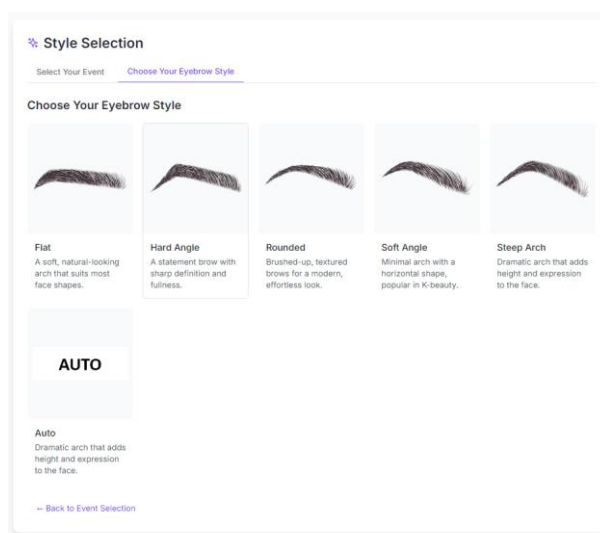 Style Selection
Select Your Event
Choose Your Eyebrow Style
Choose Your Eyebrow Style
Flat
A soft, natural-looking
arch that suits most
face shapes.
Hard Angle
A statement brow with
sharp definition and
fullness.
Rounded
Brushed-up, textured
brows for a modern,
effortless look.
Soft Angle
Minimal arch with a
horizontal shape,
popular in K-beauty.
Steep Arch
Dramatic arch that adds
height and expression
to the face.
AUTO
Auto
Dramatic arch that adds
height and expression
to the face.
← Back to Event Selection